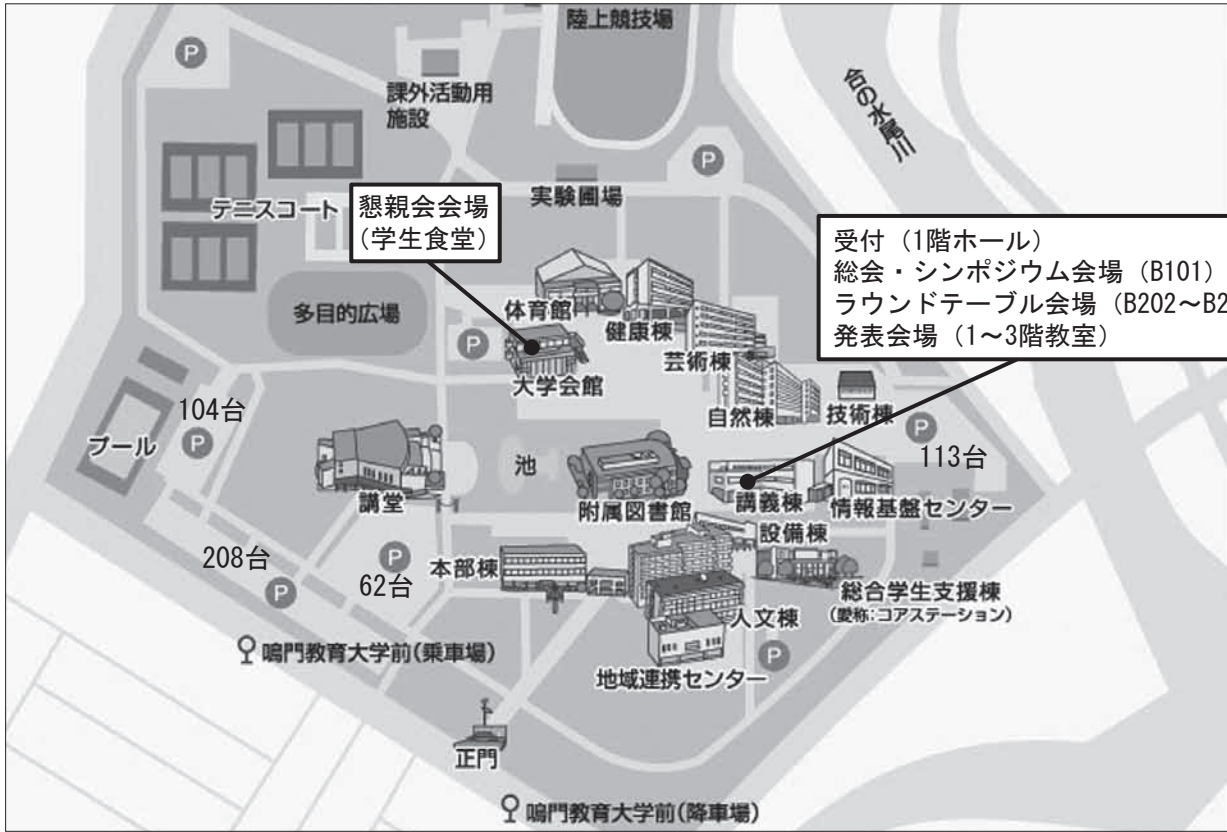 陸上競技場
P
合の水尾川
課外活動用
施設
P
実験圃場
テニスコート
懇親会会場
(学生食堂)
受付 (1階ホール)
総会・シンポジウム会場 (B101)
ラウンドテーブル会場 (B202~B2
発表会場 (1~3階教室)
多目的広場
体育館
健康棟
P
芸術棟
大学会館
自然棟
技術棟
104台
P
P
113台
プール
池
講堂
附属図書館
講義棟
情報基盤センター
設備棟
208台
P
62台
本部棟
P
総合学生支援棟
(愛称:コアステーション)
人文棟
鳴門教育大学前(乗車場)
P
地域連携センター
正門
鳴門教育大学前(降車場)